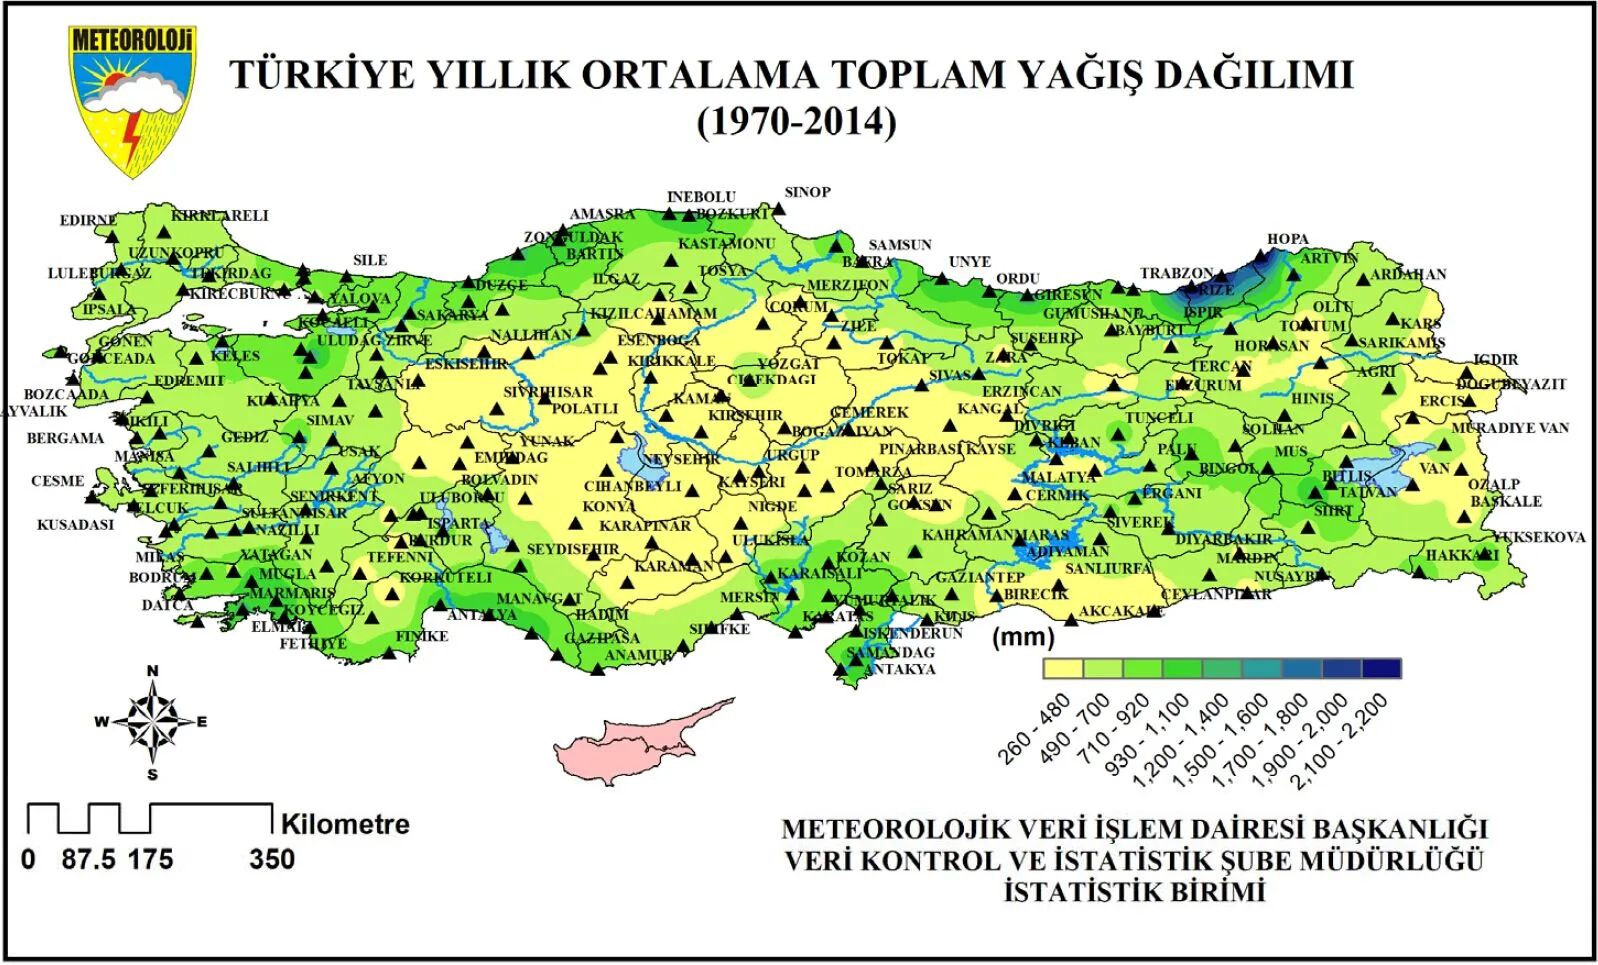 METEOROLOJi
TÜRKİYE YILLIK ORTALAMA TOPLAM YAĞIŞ DAĞILIMI
(1970-2014)
SINOP
INEBOLU
EDIRNE
KIRKLARELI
AMASRA
BOZKURT
UZUNKOPRU
ZONGULDAK
BARTIN
KASTAMONU
SAMSUN
HOPA
LULEBURGAZ
TEKIRDAG
SILE
ILGAZ
TOSYA
BAFRA
UNYE
ORDU
TRABZON
ARTVIN
ARDAHAN
IPSALA
KIRECBURNU
YALOVA
DUZCE
MERZIFON
GIRESUN
RIZE
KOCAELI
SAKARYA
KIZILCAHAMAM
CORUM
GUMUSHANE
ISPIR
OLTU
GONEN
ULUDAG ZIRVE
NALLIHAN
ESENBOGA
ZILE
SUSEHRI
BAYBURT
TORTUM
KARS
GOKCEADA
KELES
ESKISEHIR
KIRIKKALE
YOZGAT
TOKAT
ZARA
HORASAN
SARIKAMIS
BOZCAADA
EDREMIT
TAVSANLI
SIVRIHISAR
CICEKDAGI
SIVAS
ERZINCAN
TERCAN
ERZURUM
AGRI
IGDIR
DOGUBEYAZIT
AYVALIK
DIKILI
KUTAHYA
SIMAV
POLATLI
KAMAN
KIRSEHIR
GEMEREK
KANGAL
TUNCELI
HINIS
ERCIS
BERGAMA
GEDIZ
YUNAK
BOGAZLIYAN
DIVRIGI
SOLHAN
MURADIYE VAN
MANISA
SALIHLI
USAK
EMIRDAG
NEVSEHIR
URGUP
PINARBASI KAYSE
KEBAN
PALU
MUS
CESME
SEFERIHISAR
AFYON
BOLVADIN
CIHANBEYLI
KAYSERI
TOMARZA
MALATYA
BINGOL
BITLIS
VAN
KUSADASI
SELCUK
SENIRKENT
ULUBORLU
KONYA
NIGDE
SARIZ
GOKSUN
CERMIK
ERGANI
TATVAN
OZALP
BASKALE
SULTANHISAR
NAZILLI
ISPARTA
BURDUR
KARAPINAR
ULUKISLA
KAHRAMANMARAS
SIVEREK
DIYARBAKIR
SIIRT
YUKSEKOVA
MILAS
YATAGAN
TEFENNI
SEYDISEHIR
KOZAN
ADIYAMAN
MARDIN
HAKKARI
BODRUM
MUGLA
KORKUTELI
KARAMAN
KARAISALI
GAZIANTEP
SANLIURFA
NUSAYBIN
DATCA
MARMARIS
KOYCEGIZ
ANTALYA
MANAVGAT
HADIM
MERSIN
YUMURTALIK
BIRECIK
CEYLANPINAR
ELMALI
FETHIYE
FINIKE
GAZIPASA
SILIFKE
KARATAS
KILIS
AKCAKALE
ANAMUR
ISKENDERUN
SAMANDAG
ANTAKYA
(mm)
260 - 480
490 - 700
710 - 920
930 - 1,100
1,200 - 1,400
1,500 - 1,600
1,700 - 1,800
1,900 - 2,000
2,100 - 2,200
N
W E
S
Kilometre
0 87.5 175 350
METEOROLOJİK VERİ İŞLEM DAİRESİ BAŞKANLIĞI
VERİ KONTROL VE İSTATİSTİK ŞUBE MÜDÜRLÜĞÜ
İSTATİSTİK BİRİMİ